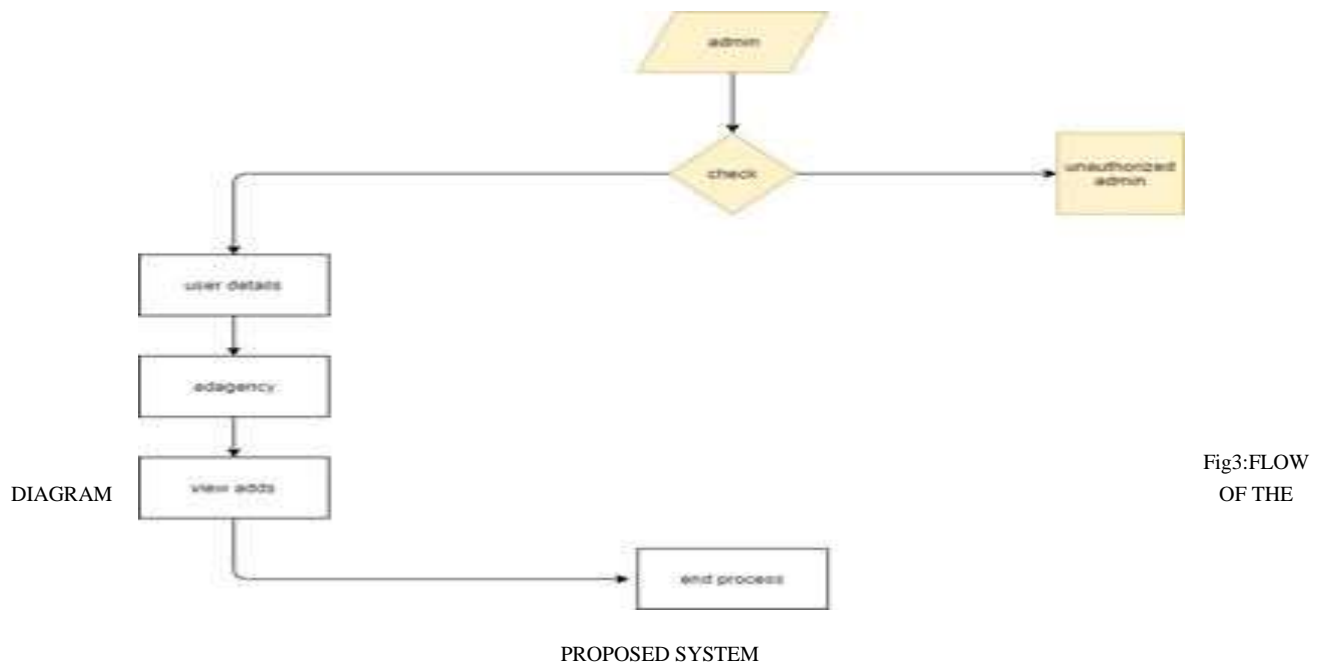 admin
check
unauthorized
admin
user details
adagency
view adds
Fig3:FLOW
DIAGRAM
OF THE
end process
PROPOSED SYSTEM